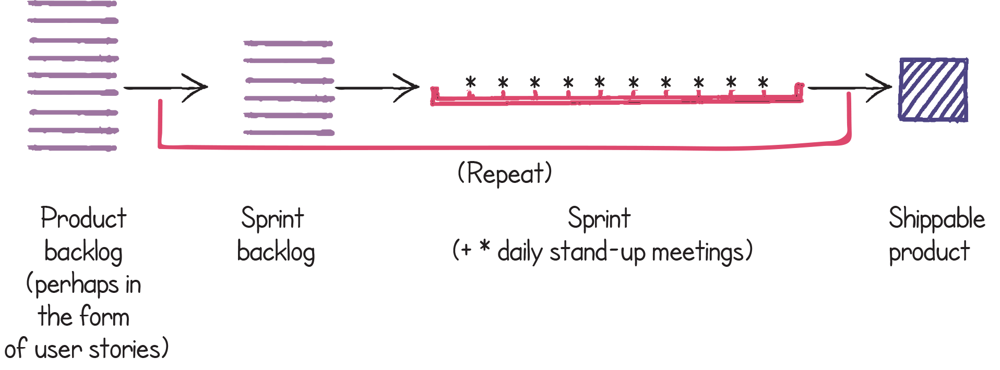 * * * * * * * * * *
(Repeat)
Product
backlog
(perhaps in
the form
of user stories)
Sprint
backlog
Sprint
(+ * daily stand-up meetings)
Shippable
product